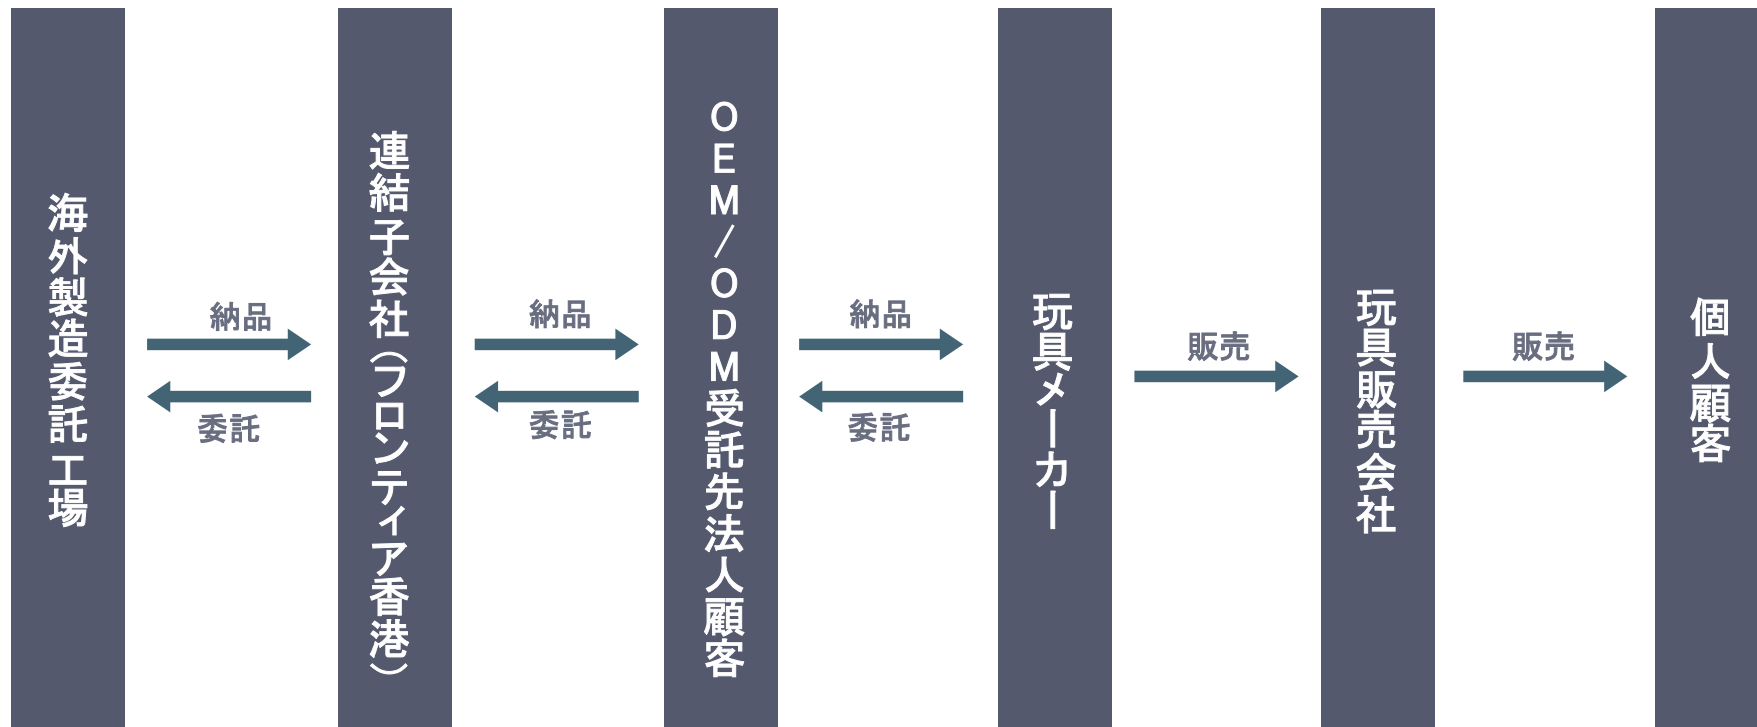 海外製造委託工場
納品
委託
連結子会社（フロンティア香港）
納品
委託
OEM/ODM受託先法人顧客
納品
委託
玩具メーカー
販売
玩具販売会社
販売
個人顧客